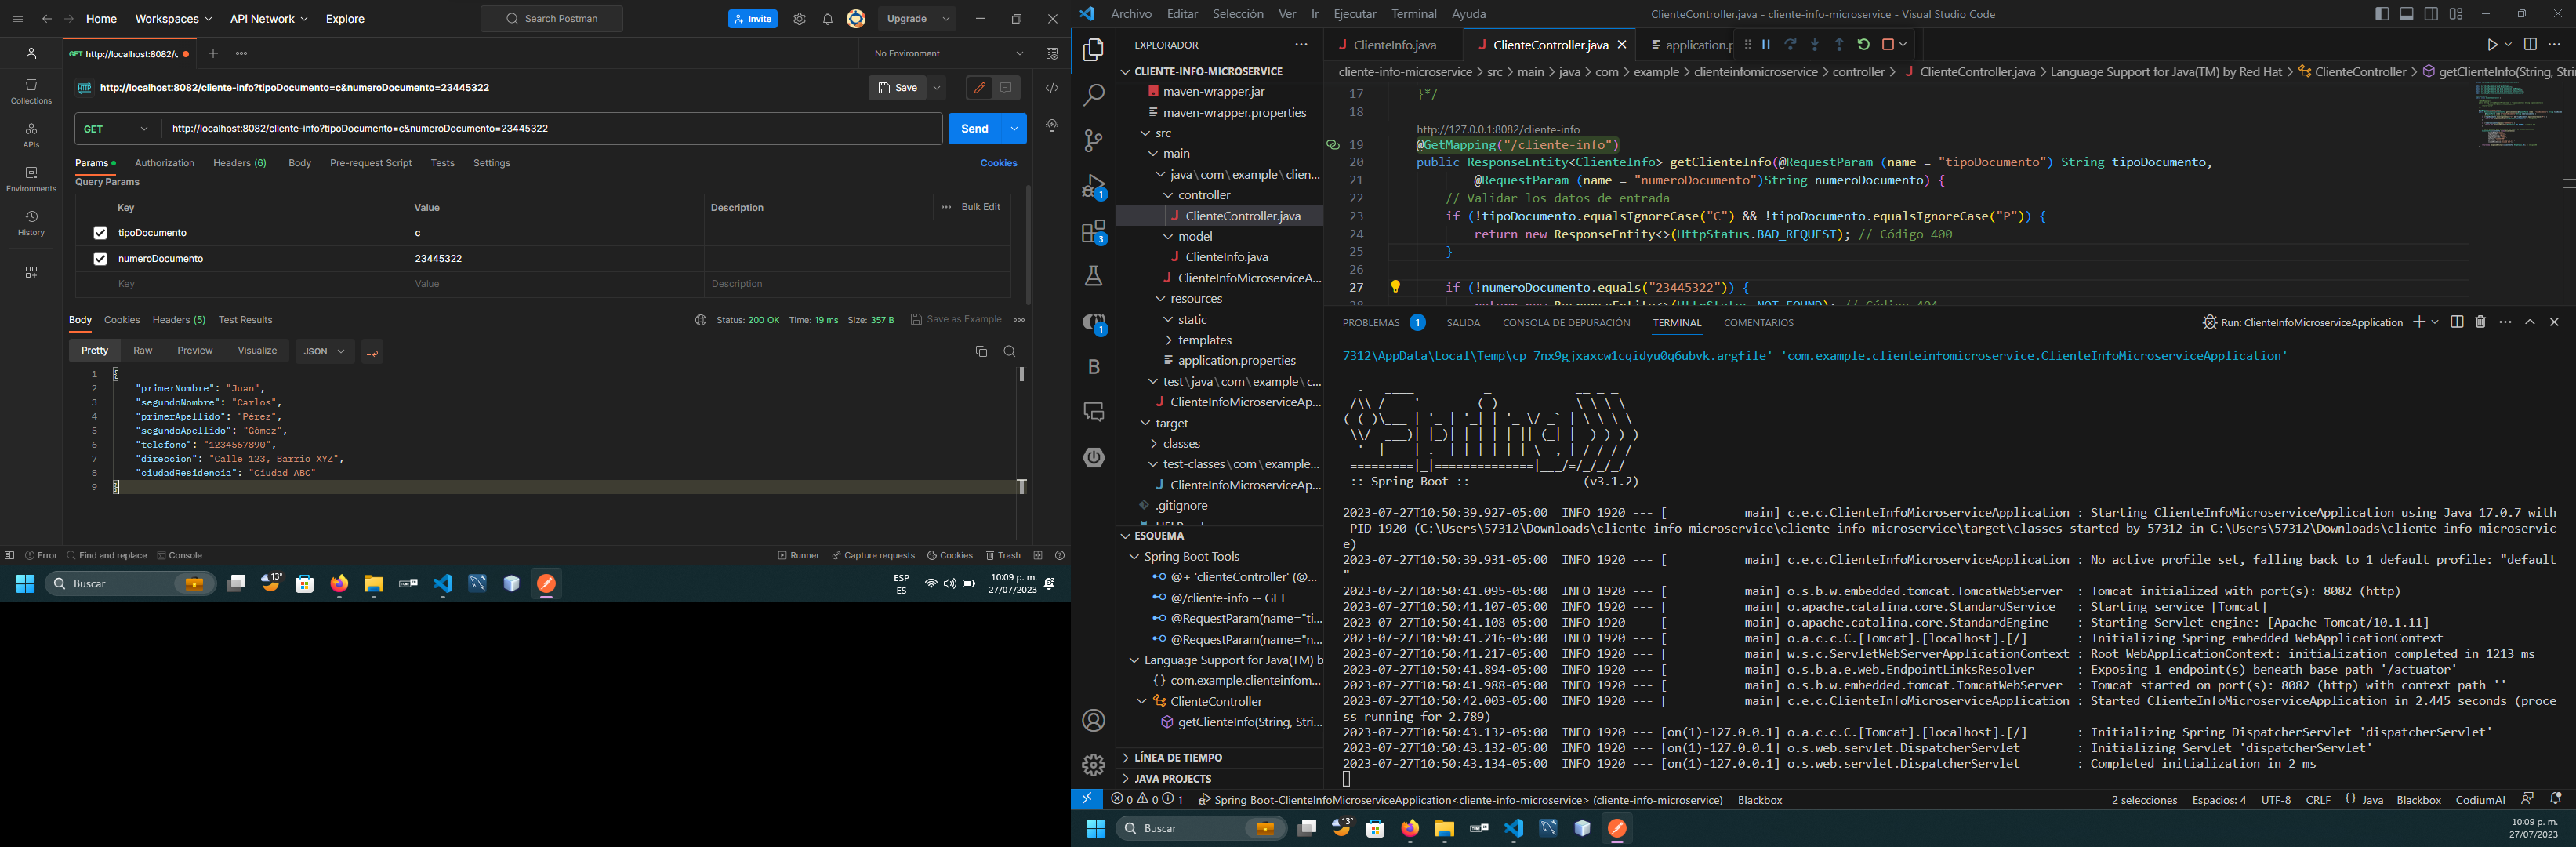 Home Workspaces API Network Explore
Search Postman
Invite
Upgrade
GET http://localhost:8082/c
No Environment
HTTP http://localhost:8082/cliente-info?tipoDocumento=c&numeroDocumento=23445322
Save
GET http://localhost:8082/cliente-info?tipoDocumento=c&numeroDocumento=23445322
Send
Params Authorization Headers (6) Body Pre-request Script Tests Settings Cookies
Query Params
Key Value Description Bulk Edit
tipoDocumento c
numeroDocumento 23445322
Key Value Description
Collections
APIs
Environments
History
Body Cookies Headers (5) Test Results
Status: 200 OK Time: 19 ms Size: 357 B Save as Example
Pretty Raw Preview Visualize JSON
1 {
2 "primerNombre": "Juan",
3 "segundoNombre": "Carlos",
4 "primerApellido": "Pérez",
5 "segundoApellido": "Gómez",
6 "telefono": "1234567890",
7 "direccion": "Calle 123, Barrio XYZ",
8 "ciudadResidencia": "Ciudad ABC"
9 }
Error Find and replace Console
Runner Capture requests Cookies Trash
Buscar
13°
ESP
ES
10:09 p. m.
27/07/2023
Archivo Editar Selección Ver Ir Ejecutar Terminal Ayuda
ClienteController.java - cliente-info-microservice - Visual Studio Code
EXPLORADOR
CLIENTE-INFO-MICROSERVICE
maven-wrapper.jar
maven-wrapper.properties
src
main
java\com\example\clien...
controller
J ClienteController.java
model
J ClienteInfo.java
J ClienteInfoMicroserviceA...
resources
static
templates
application.properties
test\java\com\example\c...
J ClienteInfoMicroserviceAp...
target
classes
test-classes\com\example...
J ClienteInfoMicroserviceAp...
.gitignore
HELP.md
ESQUEMA
Spring Boot Tools
@+ 'clienteController' (@...
@/cliente-info -- GET
@RequestParam(name="ti...
@RequestParam(name="n...
Language Support for Java(TM) b
{} com.example.clienteinfom...
ClienteController
getClienteInfo(String, Stri...
LÍNEA DE TIEMPO
JAVA PROJECTS
J ClienteInfo.java J ClienteController.java application.p
cliente-info-microservice > src > main > java > com > example > clienteinfomicroservice > controller > J ClienteController.java > Language Support for Java(TM) by Red Hat > ClienteController > getClienteInfo(String, Stri
17 }*/
18
http://127.0.0.1:8082/cliente-info
19 @GetMapping("/cliente-info")
20 public ResponseEntity<ClienteInfo> getClienteInfo(@RequestParam (name = "tipoDocumento") String tipoDocumento,
21 @RequestParam (name = "numeroDocumento")String numeroDocumento) {
22 // Validar los datos de entrada
23 if (!tipoDocumento.equalsIgnoreCase("C") && !tipoDocumento.equalsIgnoreCase("P")) {
24 return new ResponseEntity<>(HttpStatus.BAD_REQUEST); // Código 400
25 }
26
27 if (!numeroDocumento.equals("23445322")) {
28 return new ResponseEntity<>(HttpStatus.NOT_FOUND); // Código 404
PROBLEMAS 1 SALIDA CONSOLA DE DEPURACIÓN TERMINAL COMENTARIOS
Run: ClienteInfoMicroserviceApplication
7312\AppData\Local\Temp\cp_7nx9gjxaxcw1cqidyu0q6ubvk.argfile' 'com.example.clienteinfomicroservice.ClienteInfoMicroserviceApplication'
:: Spring Boot :: (v3.1.2)
2023-07-27T10:50:39.927-05:00 INFO 1920 --- [ main] c.e.c.ClienteInfoMicroserviceApplication : Starting ClienteInfoMicroserviceApplication using Java 17.0.7 with
PID 1920 (C:\Users\57312\Downloads\cliente-info-microservice\cliente-info-microservice\target\classes started by 57312 in C:\Users\57312\Downloads\cliente-info-microservic
e)
2023-07-27T10:50:39.931-05:00 INFO 1920 --- [ main] c.e.c.ClienteInfoMicroserviceApplication : No active profile set, falling back to 1 default profile: "default
"
2023-07-27T10:50:41.095-05:00 INFO 1920 --- [ main] o.s.b.w.embedded.tomcat.TomcatWebServer : Tomcat initialized with port(s): 8082 (http)
2023-07-27T10:50:41.107-05:00 INFO 1920 --- [ main] o.apache.catalina.core.StandardService : Starting service [Tomcat]
2023-07-27T10:50:41.108-05:00 INFO 1920 --- [ main] o.apache.catalina.core.StandardEngine : Starting Servlet engine: [Apache Tomcat/10.1.11]
2023-07-27T10:50:41.216-05:00 INFO 1920 --- [ main] o.a.c.c.C.[Tomcat].[localhost].[/] : Initializing Spring embedded WebApplicationContext
2023-07-27T10:50:41.217-05:00 INFO 1920 --- [ main] w.s.c.ServletWebServerApplicationContext : Root WebApplicationContext: initialization completed in 1213 ms
2023-07-27T10:50:41.894-05:00 INFO 1920 --- [ main] o.s.b.a.e.web.EndpointLinksResolver : Exposing 1 endpoint(s) beneath base path '/actuator'
2023-07-27T10:50:41.988-05:00 INFO 1920 --- [ main] o.s.b.w.embedded.tomcat.TomcatWebServer : Tomcat started on port(s): 8082 (http) with context path ''
2023-07-27T10:50:42.003-05:00 INFO 1920 --- [ main] c.e.c.ClienteInfoMicroserviceApplication : Started ClienteInfoMicroserviceApplication in 2.445 seconds (proce
ss running for 2.789)
2023-07-27T10:50:43.132-05:00 INFO 1920 --- [on(1)-127.0.0.1] o.a.c.c.C.[Tomcat].[localhost].[/] : Initializing Spring DispatcherServlet 'dispatcherServlet'
2023-07-27T10:50:43.132-05:00 INFO 1920 --- [on(1)-127.0.0.1] o.s.web.servlet.DispatcherServlet : Initializing Servlet 'dispatcherServlet'
2023-07-27T10:50:43.134-05:00 INFO 1920 --- [on(1)-127.0.0.1] o.s.web.servlet.DispatcherServlet : Completed initialization in 2 ms
0 0 1 Spring Boot-ClienteInfoMicroserviceApplication<cliente-info-microservice> (cliente-info-microservice) Blackbox
2 selecciones Espacios: 4 UTF-8 CRLF {} Java Blackbox CodiumAI
Buscar
13°
10:09 p. m.
27/07/2023